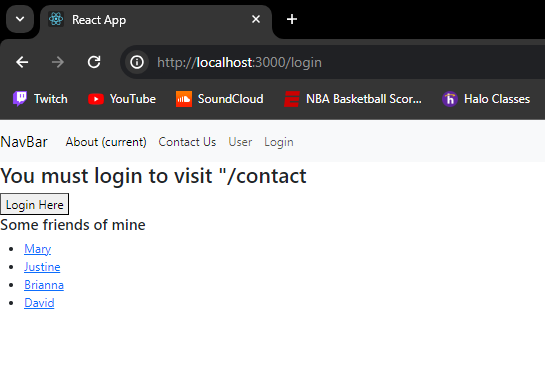 React App
http://localhost:3000/login
Twitch YouTube SoundCloud NBA Basketball Scor... Halo Classes
NavBar About (current) Contact Us User Login
You must login to visit "/contact
Login Here
Some friends of mine
Mary
Justine
Brianna
David